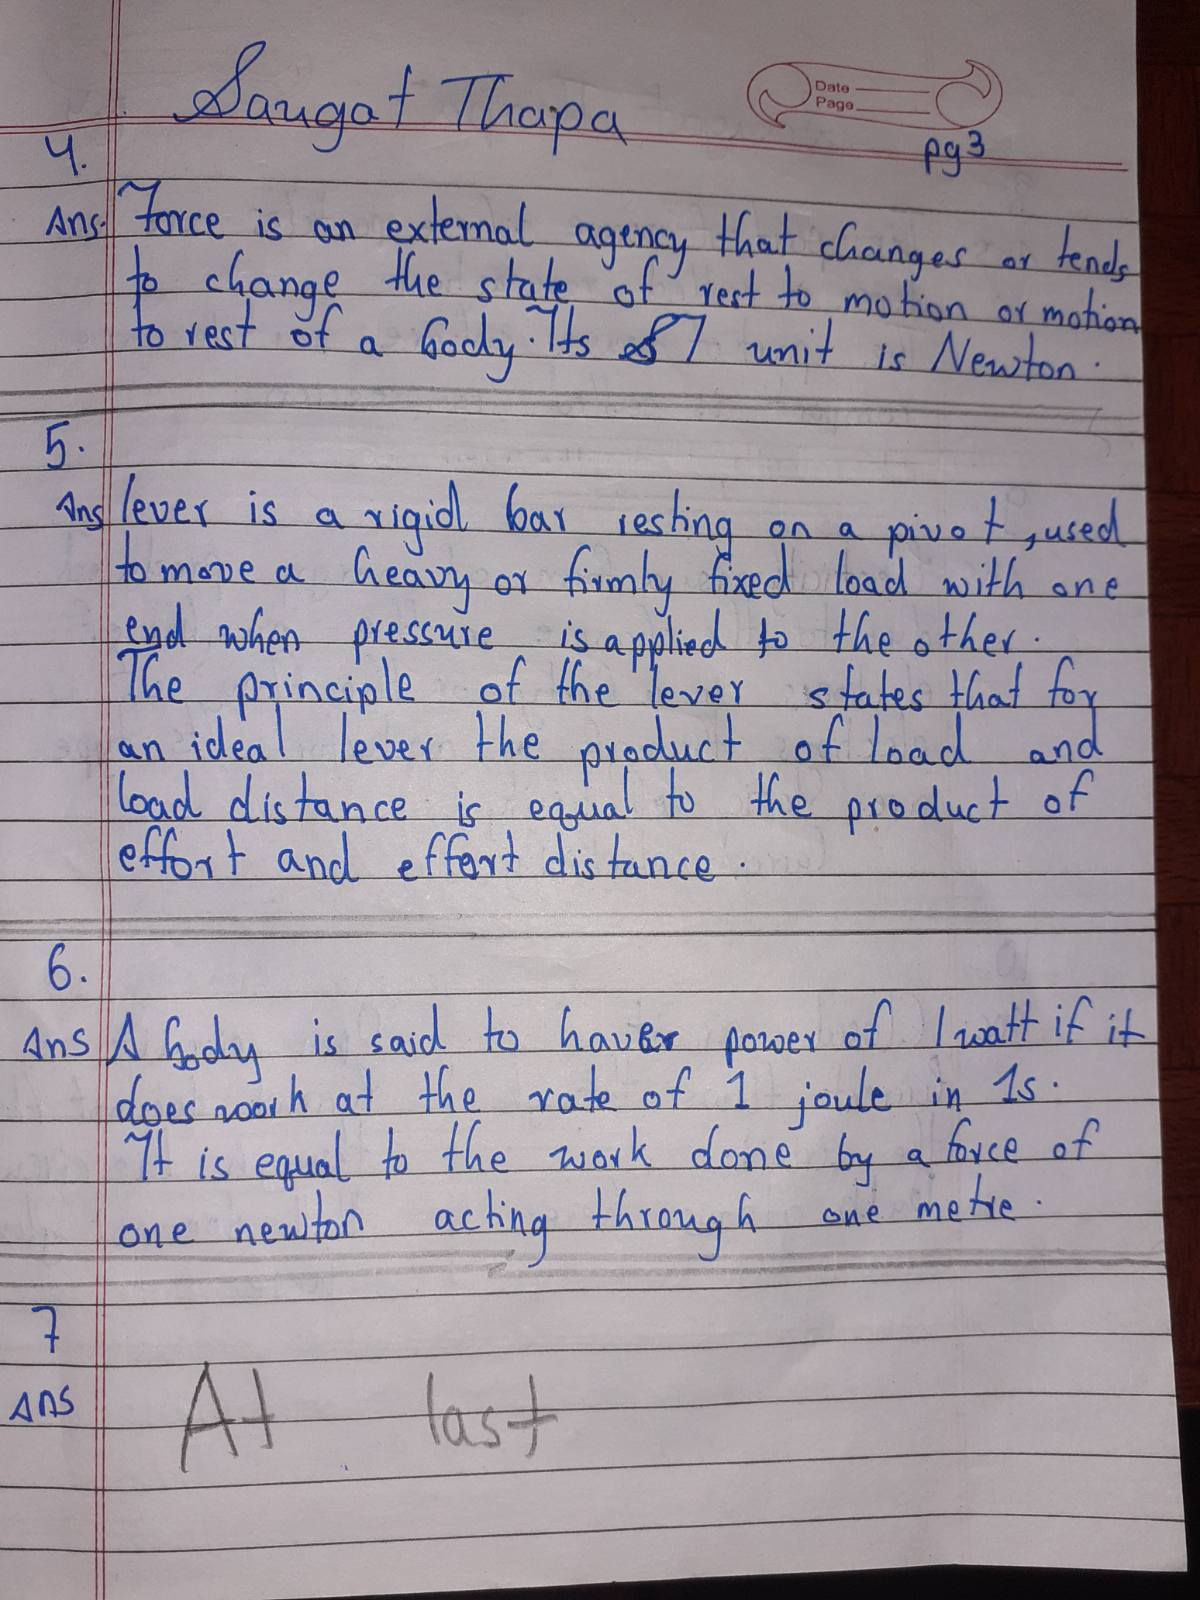 Saugat Thapa
Date
Page
pg 3
4.
Ans. Force is an external agency that changes or tends
to change the state of rest to motion or motion
to rest of a body. Its SI unit is Newton.
5.
Ans lever is a rigid bar resting on a pivot, used
to move a heavy or firmly fixed load with one
end when pressure is applied to the other.
The principle of the lever states that for
an ideal lever the product of load and
load distance is equal to the product of
effort and effort distance.
6.
Ans A body is said to have power of 1 watt if it
does work at the rate of 1 joule in 1s.
It is equal to the work done by a force of
one newton acting through one metre.
7
Ans At last